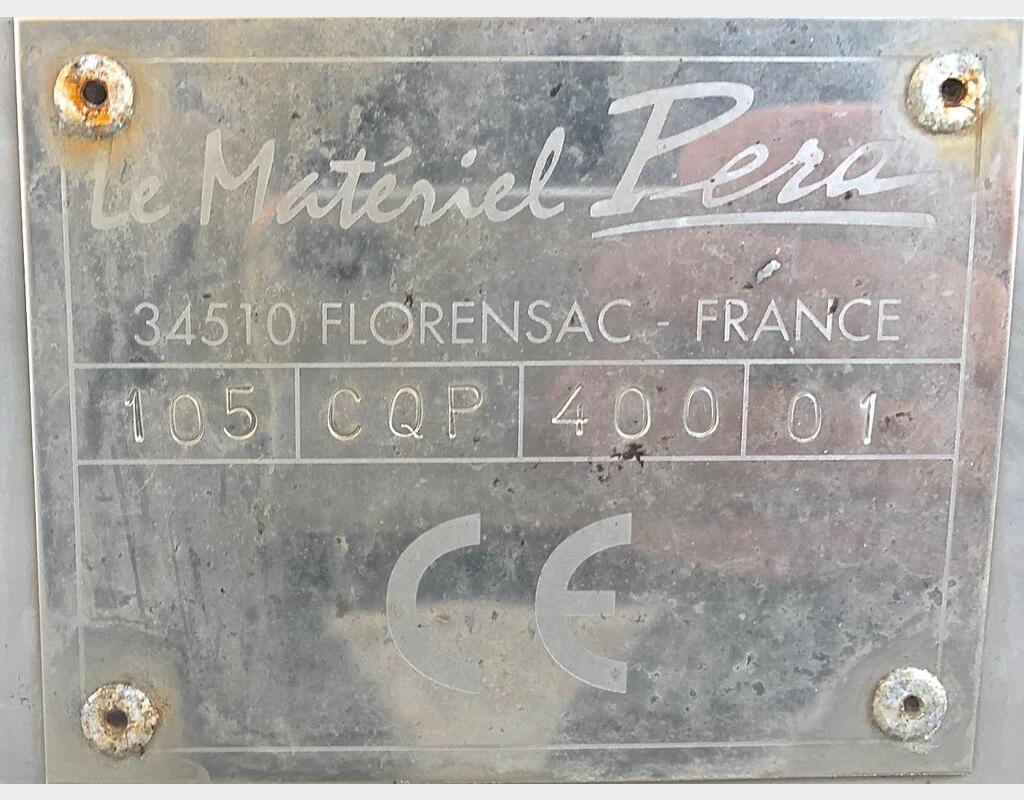 Le Matériel Pera
34510 FLORENSAC - FRANCE
105 CQP 400 01
CE